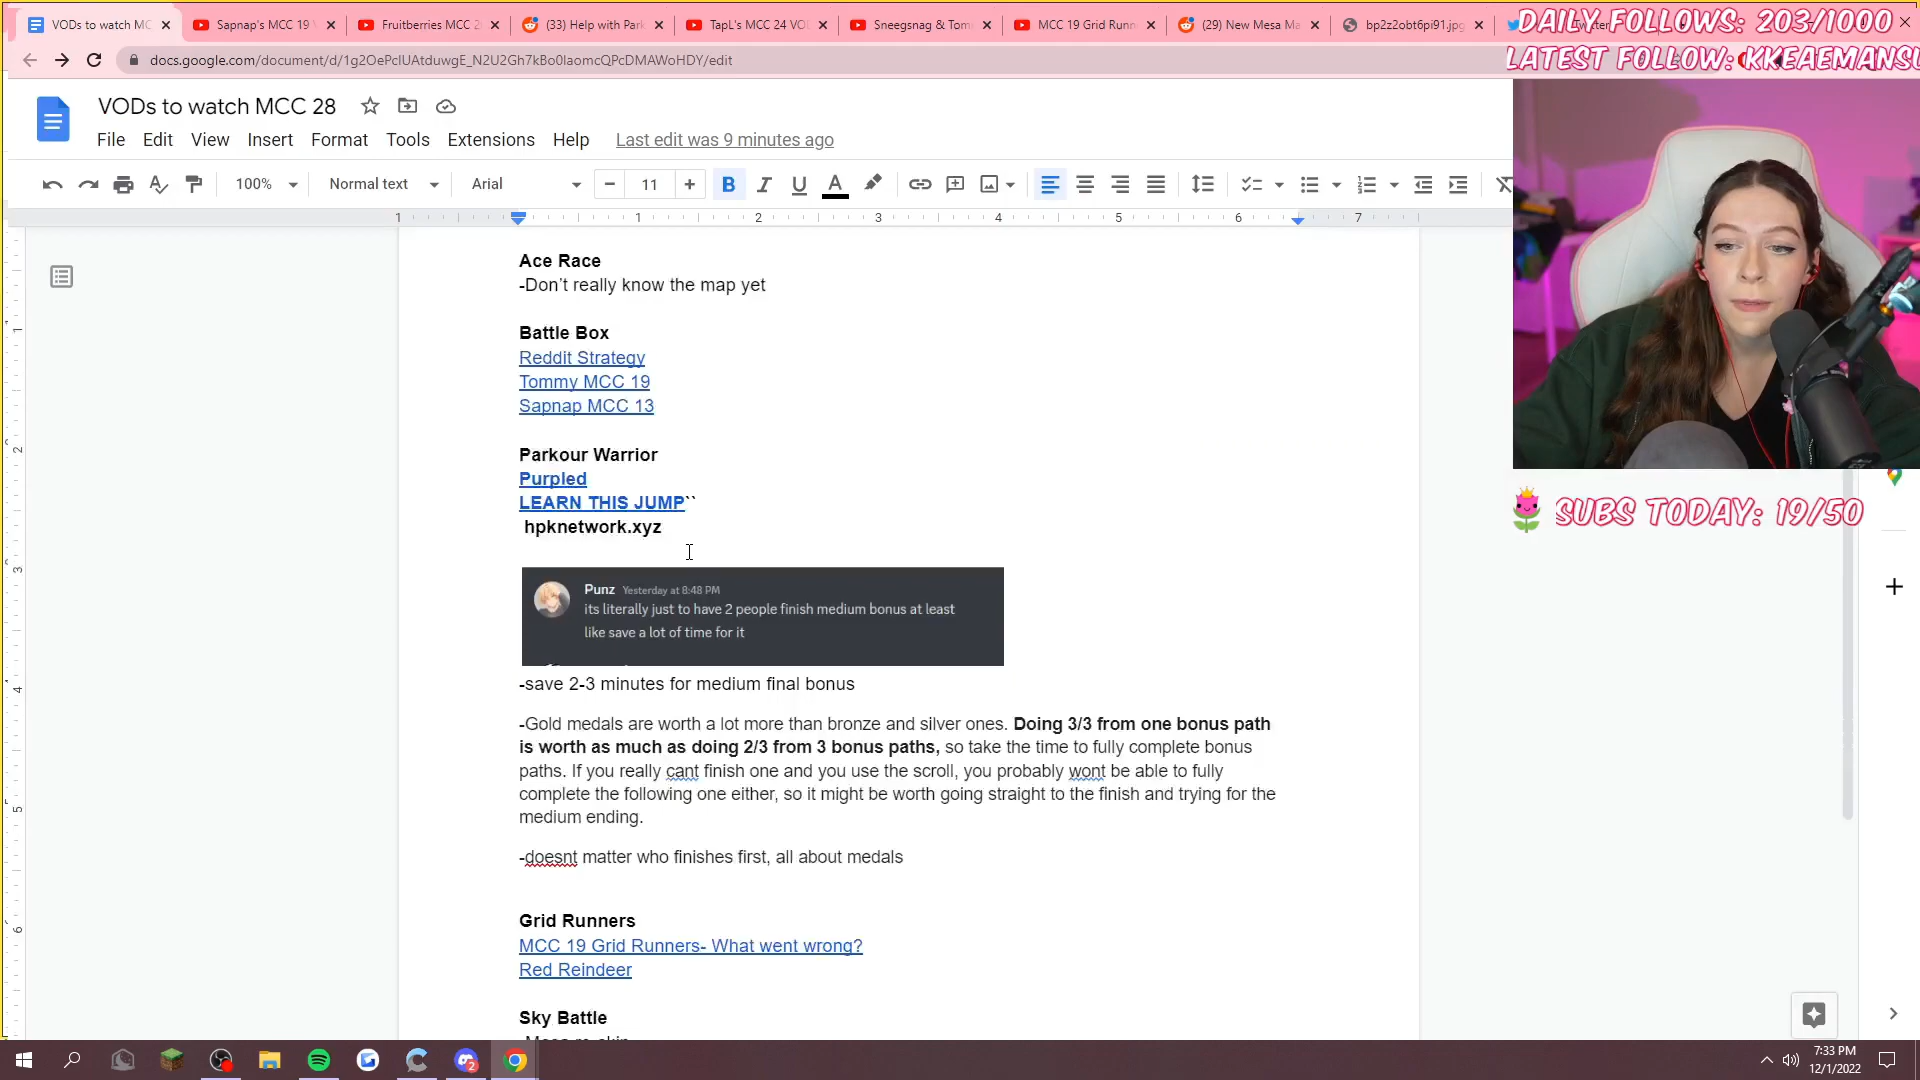 VODs to watch MC
Sapnap's MCC 19
Fruitberries MCC 2
(33) Help with Park
TapL's MCC 24 VO
Sneegsnag & Tom
MCC 19 Grid Runn
(29) New Mesa Ma
bp2z2obt6pi91.jpg
DAILY FOLLOWS: 203/1000
docs.google.com/document/d/1g2OePclUAtduwgE_N2U2Gh7kBo0laomcQPcDMAWoHDY/edit
LATEST FOLLOW: KKEAEMANSU
VODs to watch MCC 28
File Edit View Insert Format Tools Extensions Help Last edit was 9 minutes ago
100% Normal text Arial 11
1 1 2 3 4 5 6 7
Ace Race
-Don't really know the map yet
Battle Box
Reddit Strategy
Tommy MCC 19
Sapnap MCC 13
Parkour Warrior
Purpled
LEARN THIS JUMP``
hpknetwork.xyz
SUBS TODAY: 19/50
Punz Yesterday at 8:48 PM
its literally just to have 2 people finish medium bonus at least
like save a lot of time for it
-save 2-3 minutes for medium final bonus
-Gold medals are worth a lot more than bronze and silver ones. Doing 3/3 from one bonus path
is worth as much as doing 2/3 from 3 bonus paths, so take the time to fully complete bonus
paths. If you really cant finish one and you use the scroll, you probably wont be able to fully
complete the following one either, so it might be worth going straight to the finish and trying for the
medium ending.
-doesnt matter who finishes first, all about medals
Grid Runners
MCC 19 Grid Runners- What went wrong?
Red Reindeer
Sky Battle
7:33 PM
12/1/2022